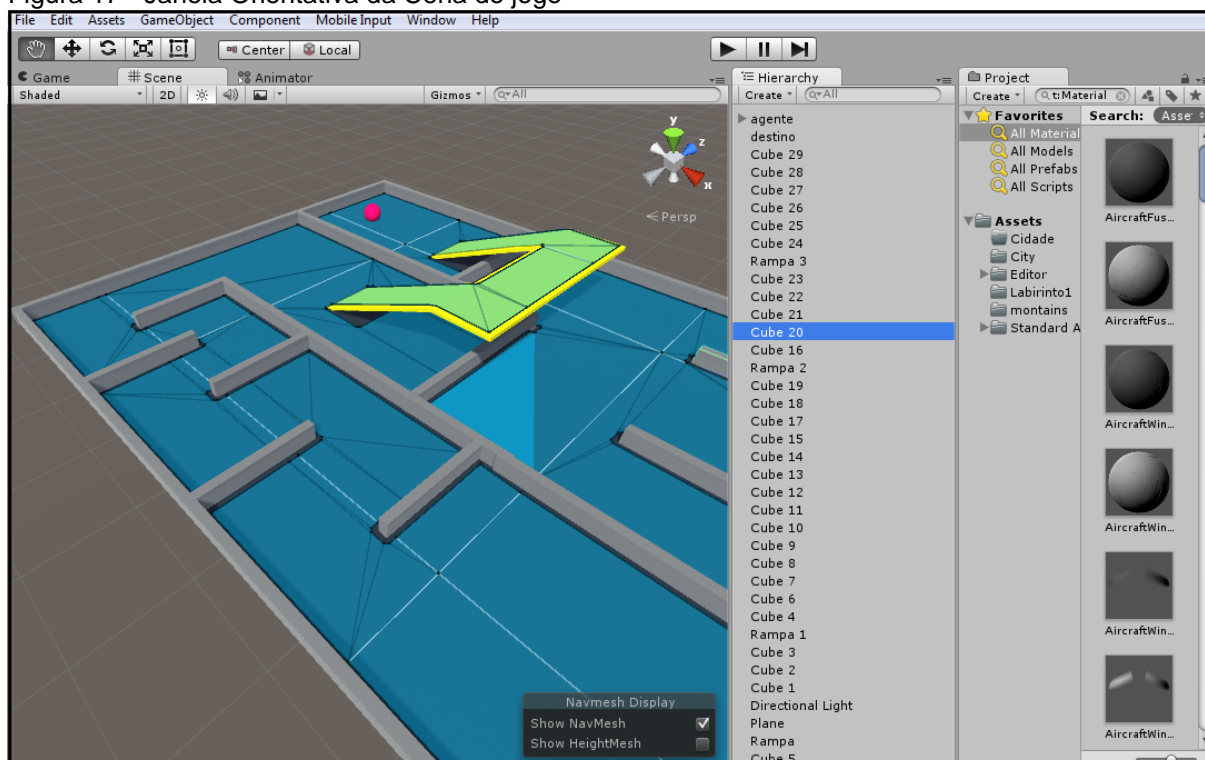 Figura 17 - Janela Orientativa da Cena do jogo
File Edit Assets GameObject Component Mobile Input Window Help
Center Local
Game Scene Animator
Shaded 2D Gizmos All
y
z
x
Persp
Navmesh Display
Show NavMesh
Show HeightMesh
Hierarchy
Create All
agente
destino
Cube 29
Cube 28
Cube 27
Cube 26
Cube 25
Cube 24
Rampa 3
Cube 23
Cube 22
Cube 21
Cube 20
Cube 16
Rampa 2
Cube 19
Cube 18
Cube 17
Cube 15
Cube 14
Cube 13
Cube 12
Cube 11
Cube 10
Cube 9
Cube 8
Cube 7
Cube 6
Cube 4
Rampa 1
Cube 3
Cube 2
Cube 1
Directional Light
Plane
Rampa
Cube 5
Project
Create t:Material
Favorites
All Material
All Models
All Prefabs
All Scripts
Assets
Cidade
City
Editor
Labirinto1
montains
Standard A
Search: Asse
AircraftFus...
AircraftFus...
AircraftWin...
AircraftWin...
AircraftWin...
AircraftWin...